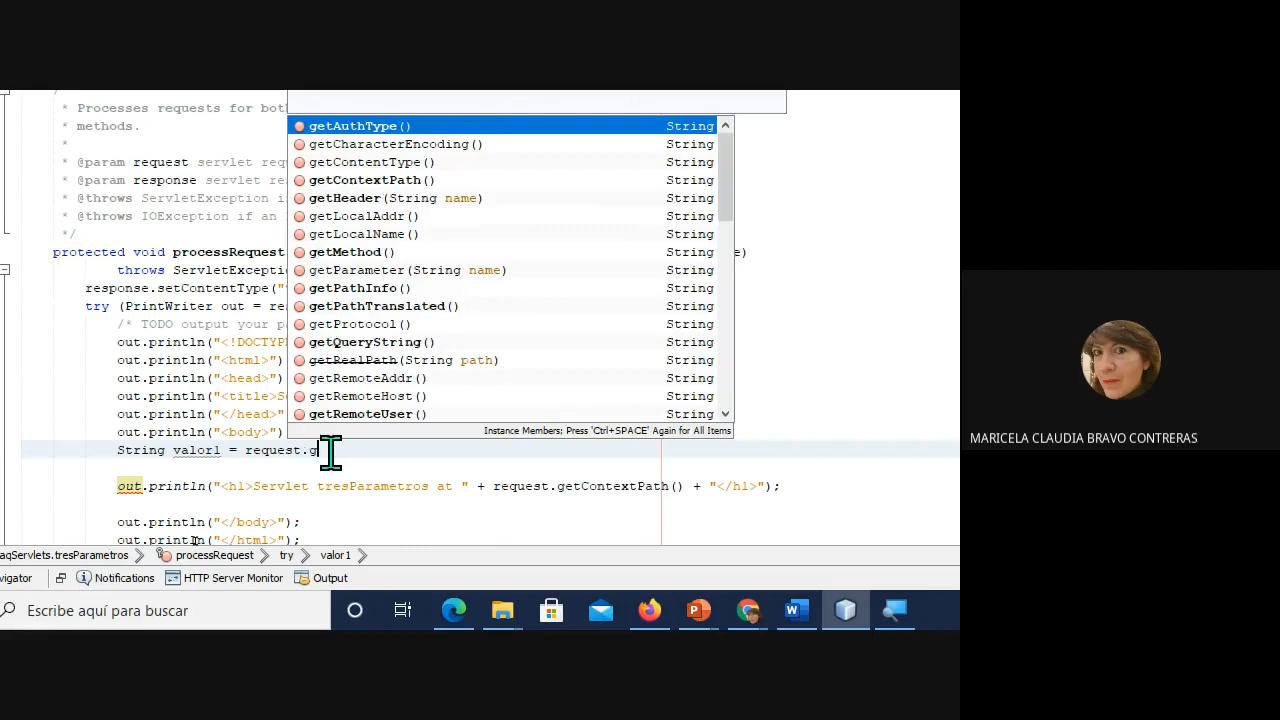 * Processes requests for both
* methods.
*
* @param request servlet requ
* @param response servlet re
* @throws ServletException i
* @throws IOException if an
*/
protected void processRequest e)
throws ServletExceptio
response.setContentType("
try (PrintWriter out = res
/* TODO output your pa
out.println("<!DOCTYP
out.println("<html>")
out.println("<head>")
out.println("<title>S
out.println("</head>"
out.println("<body>")
String valor1 = request.g
out.println("<h1>Servlet tresParametros at " + request.getContextPath() + "</h1>");
out.println("</body>");
out.println("</html>");
getAuthType() String
getCharacterEncoding() String
getContentType() String
getContextPath() String
getHeader(String name) String
getLocalAddr() String
getLocalName() String
getMethod() String
getParameter(String name) String
getPathInfo() String
getPathTranslated() String
getProtocol() String
getQueryString() String
getRealPath(String path) String
getRemoteAddr() String
getRemoteHost() String
getRemoteUser() String
Instance Members; Press 'Ctrl+SPACE' Again for All Items
aqServlets.tresParametros processRequest try valor1
vigator Notifications HTTP Server Monitor Output
Escribe aquí para buscar
MARICELA CLAUDIA BRAVO CONTRERAS